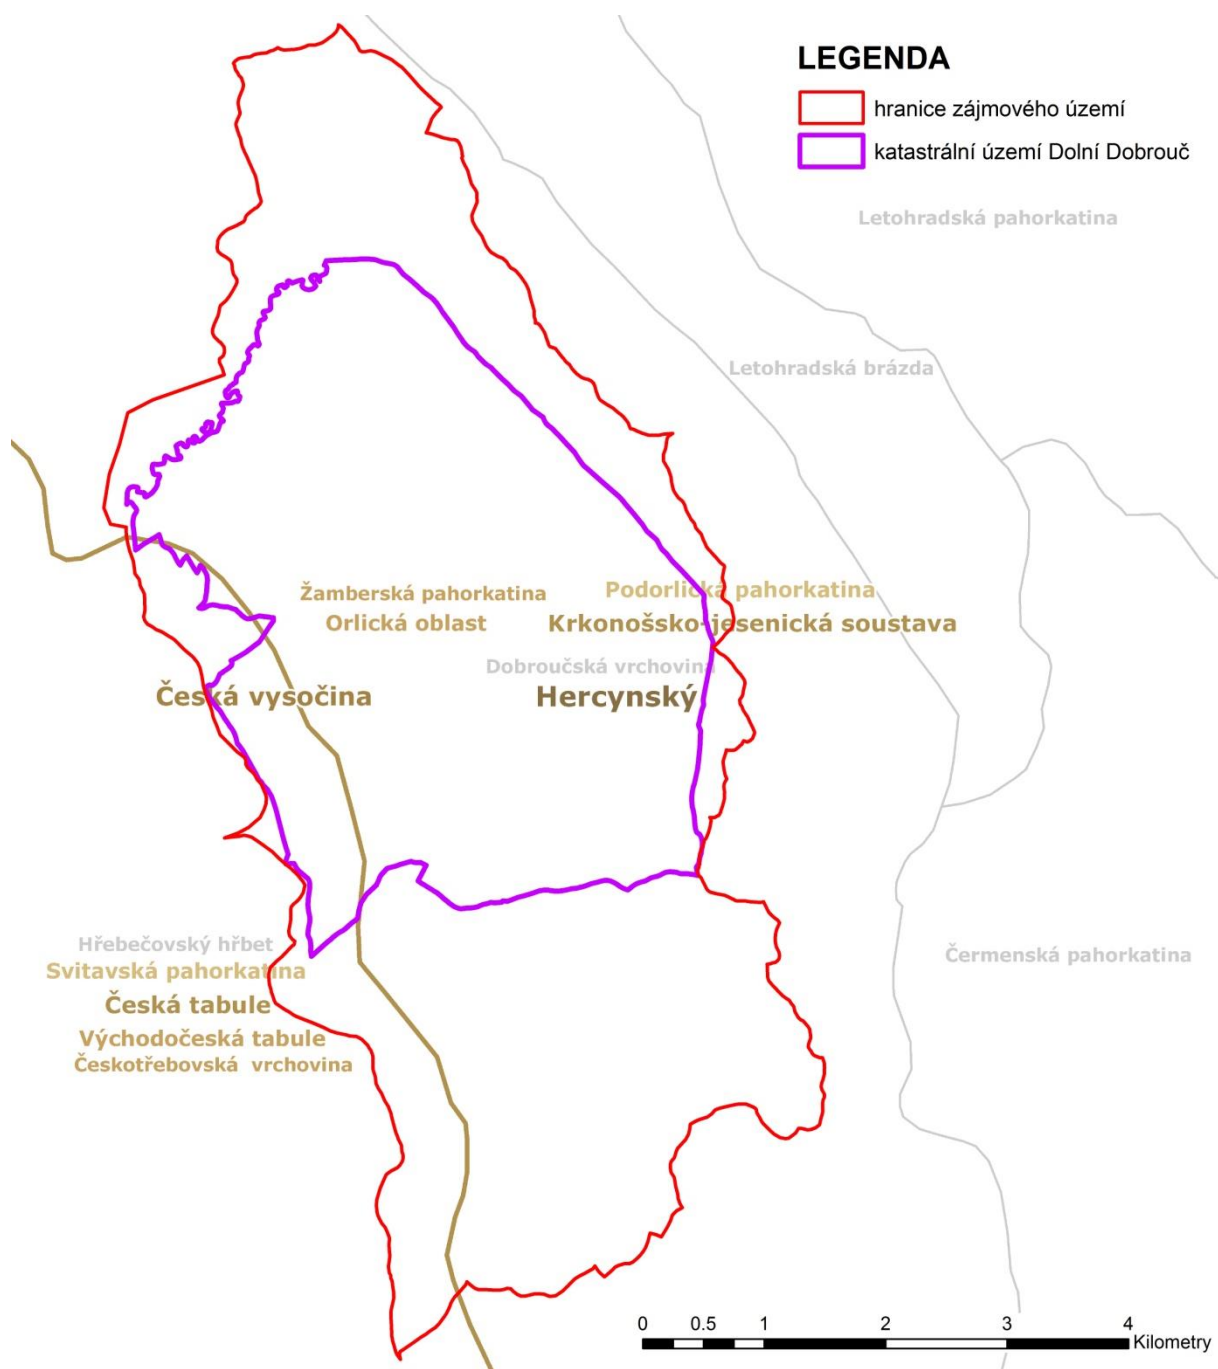 LEGENDA
hranice zájmového území
katastrální území Dolní Dobrouč
Letohradská pahorkatina
Letohradská brázda
Žamberská pahorkatina
Podorlická pahorkatina
Orlická oblast
Krkonošsko-jesenická soustava
Dobroučská vrchovina
Česká vysočina
Hercynský
Hřebečovský hřbet
Svitavská pahorkatina
Česká tabule
Východočeská tabule
Českotřebovská vrchovina
Čermenská pahorkatina
0 0.5 1 2 3 4
Kilometry